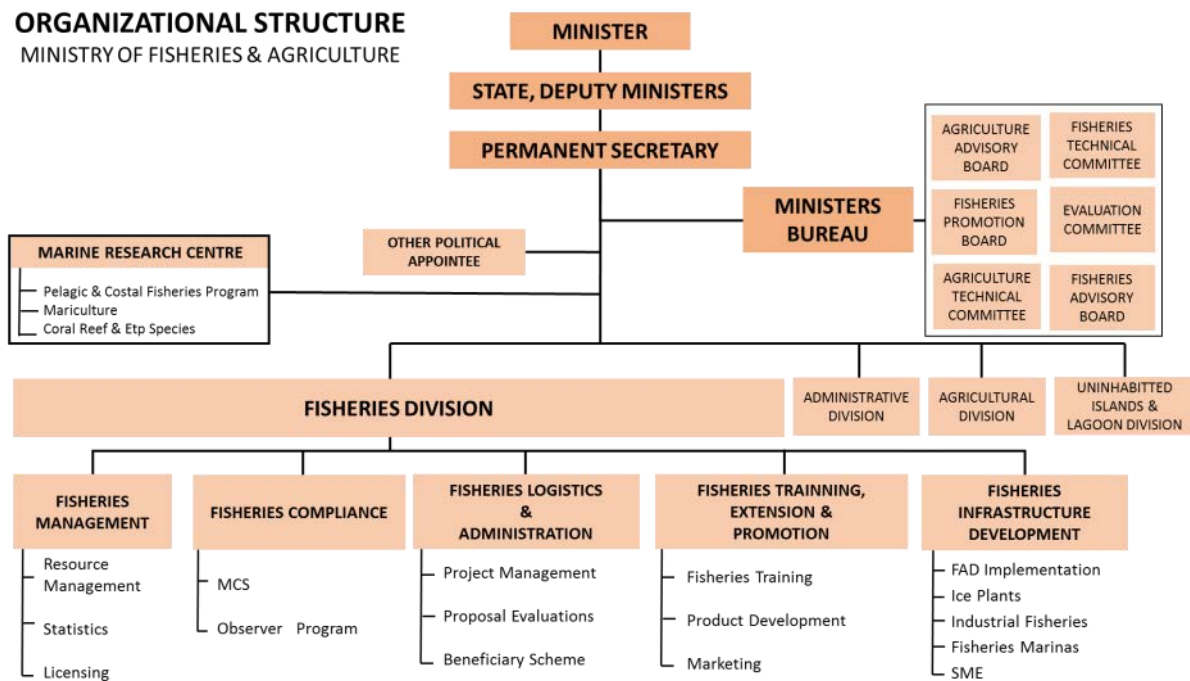 ORGANIZATIONAL STRUCTURE
MINISTRY OF FISHERIES & AGRICULTURE
MINISTER
STATE, DEPUTY MINISTERS
PERMANENT SECRETARY
MINISTERS
BUREAU
AGRICULTURE
ADVISORY
BOARD
FISHERIES
TECHNICAL
COMMITTEE
FISHERIES
PROMOTION
BOARD
EVALUATION
COMMITTEE
AGRICULTURE
TECHNICAL
COMMITTEE
FISHERIES
ADVISORY
BOARD
OTHER POLITICAL
APPOINTEE
MARINE RESEARCH CENTRE
Pelagic & Costal Fisheries Program
Mariculture
Coral Reef & Etp Species
FISHERIES DIVISION
ADMINISTRATIVE
DIVISION
AGRICULTURAL
DIVISION
UNINHABITTED
ISLANDS &
LAGOON DIVISION
FISHERIES
MANAGEMENT
Resource
Management
Statistics
Licensing
FISHERIES COMPLIANCE
MCS
Observer Program
FISHERIES LOGISTICS
&
ADMINISTRATION
Project Management
Proposal Evaluations
Beneficiary Scheme
FISHERIES TRAINNING,
EXTENSION &
PROMOTION
Fisheries Training
Product Development
Marketing
FISHERIES
INFRASTRUCTURE
DEVELOPMENT
FAD Implementation
Ice Plants
Industrial Fisheries
Fisheries Marinas
SME